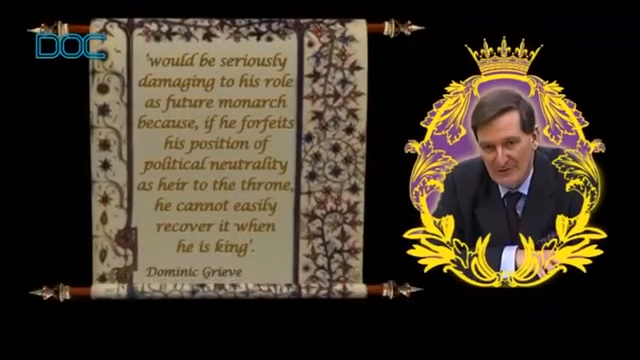 DOC
'would be seriously
damaging to his role
as future monarch
because, if he forfeits
his position of
political neutrality
as heir to the throne,
he cannot easily
recover it when
he is king'.
Dominic Grieve